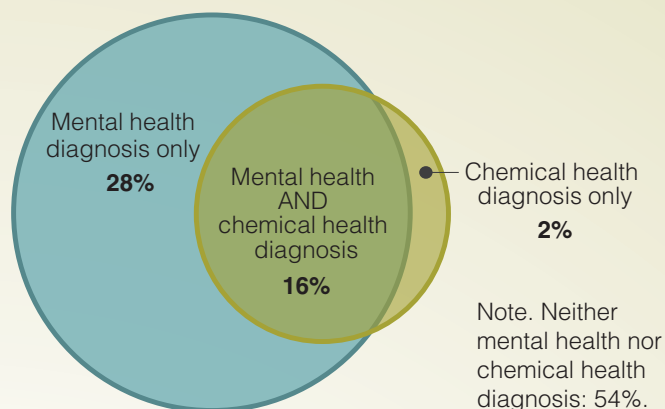 Mental health
diagnosis only
28%
Mental health
AND
chemical health
diagnosis
16%
Chemical health
diagnosis only
2%
Note. Neither
mental health nor
chemical health
diagnosis: 54%.